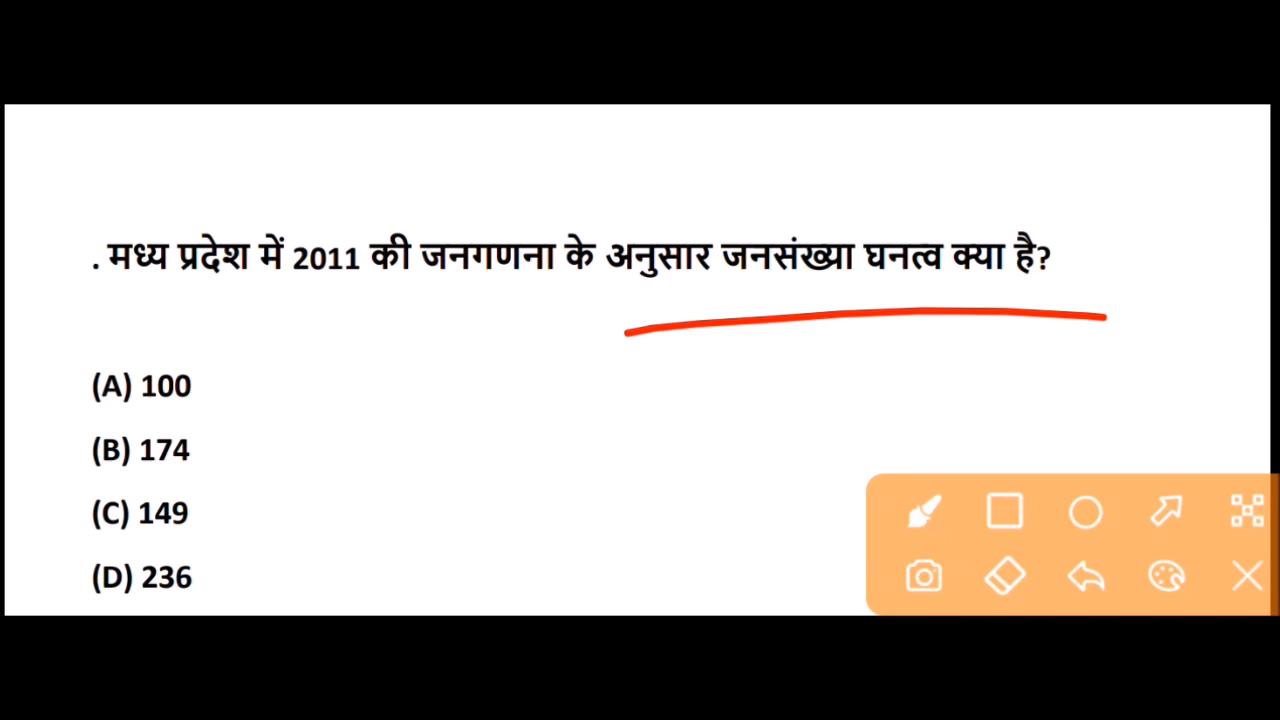 . मध्य प्रदेश में 2011 की जनगणना के अनुसार जनसंख्या घनत्व क्या है?
(A) 100
(B) 174
(C) 149
(D) 236